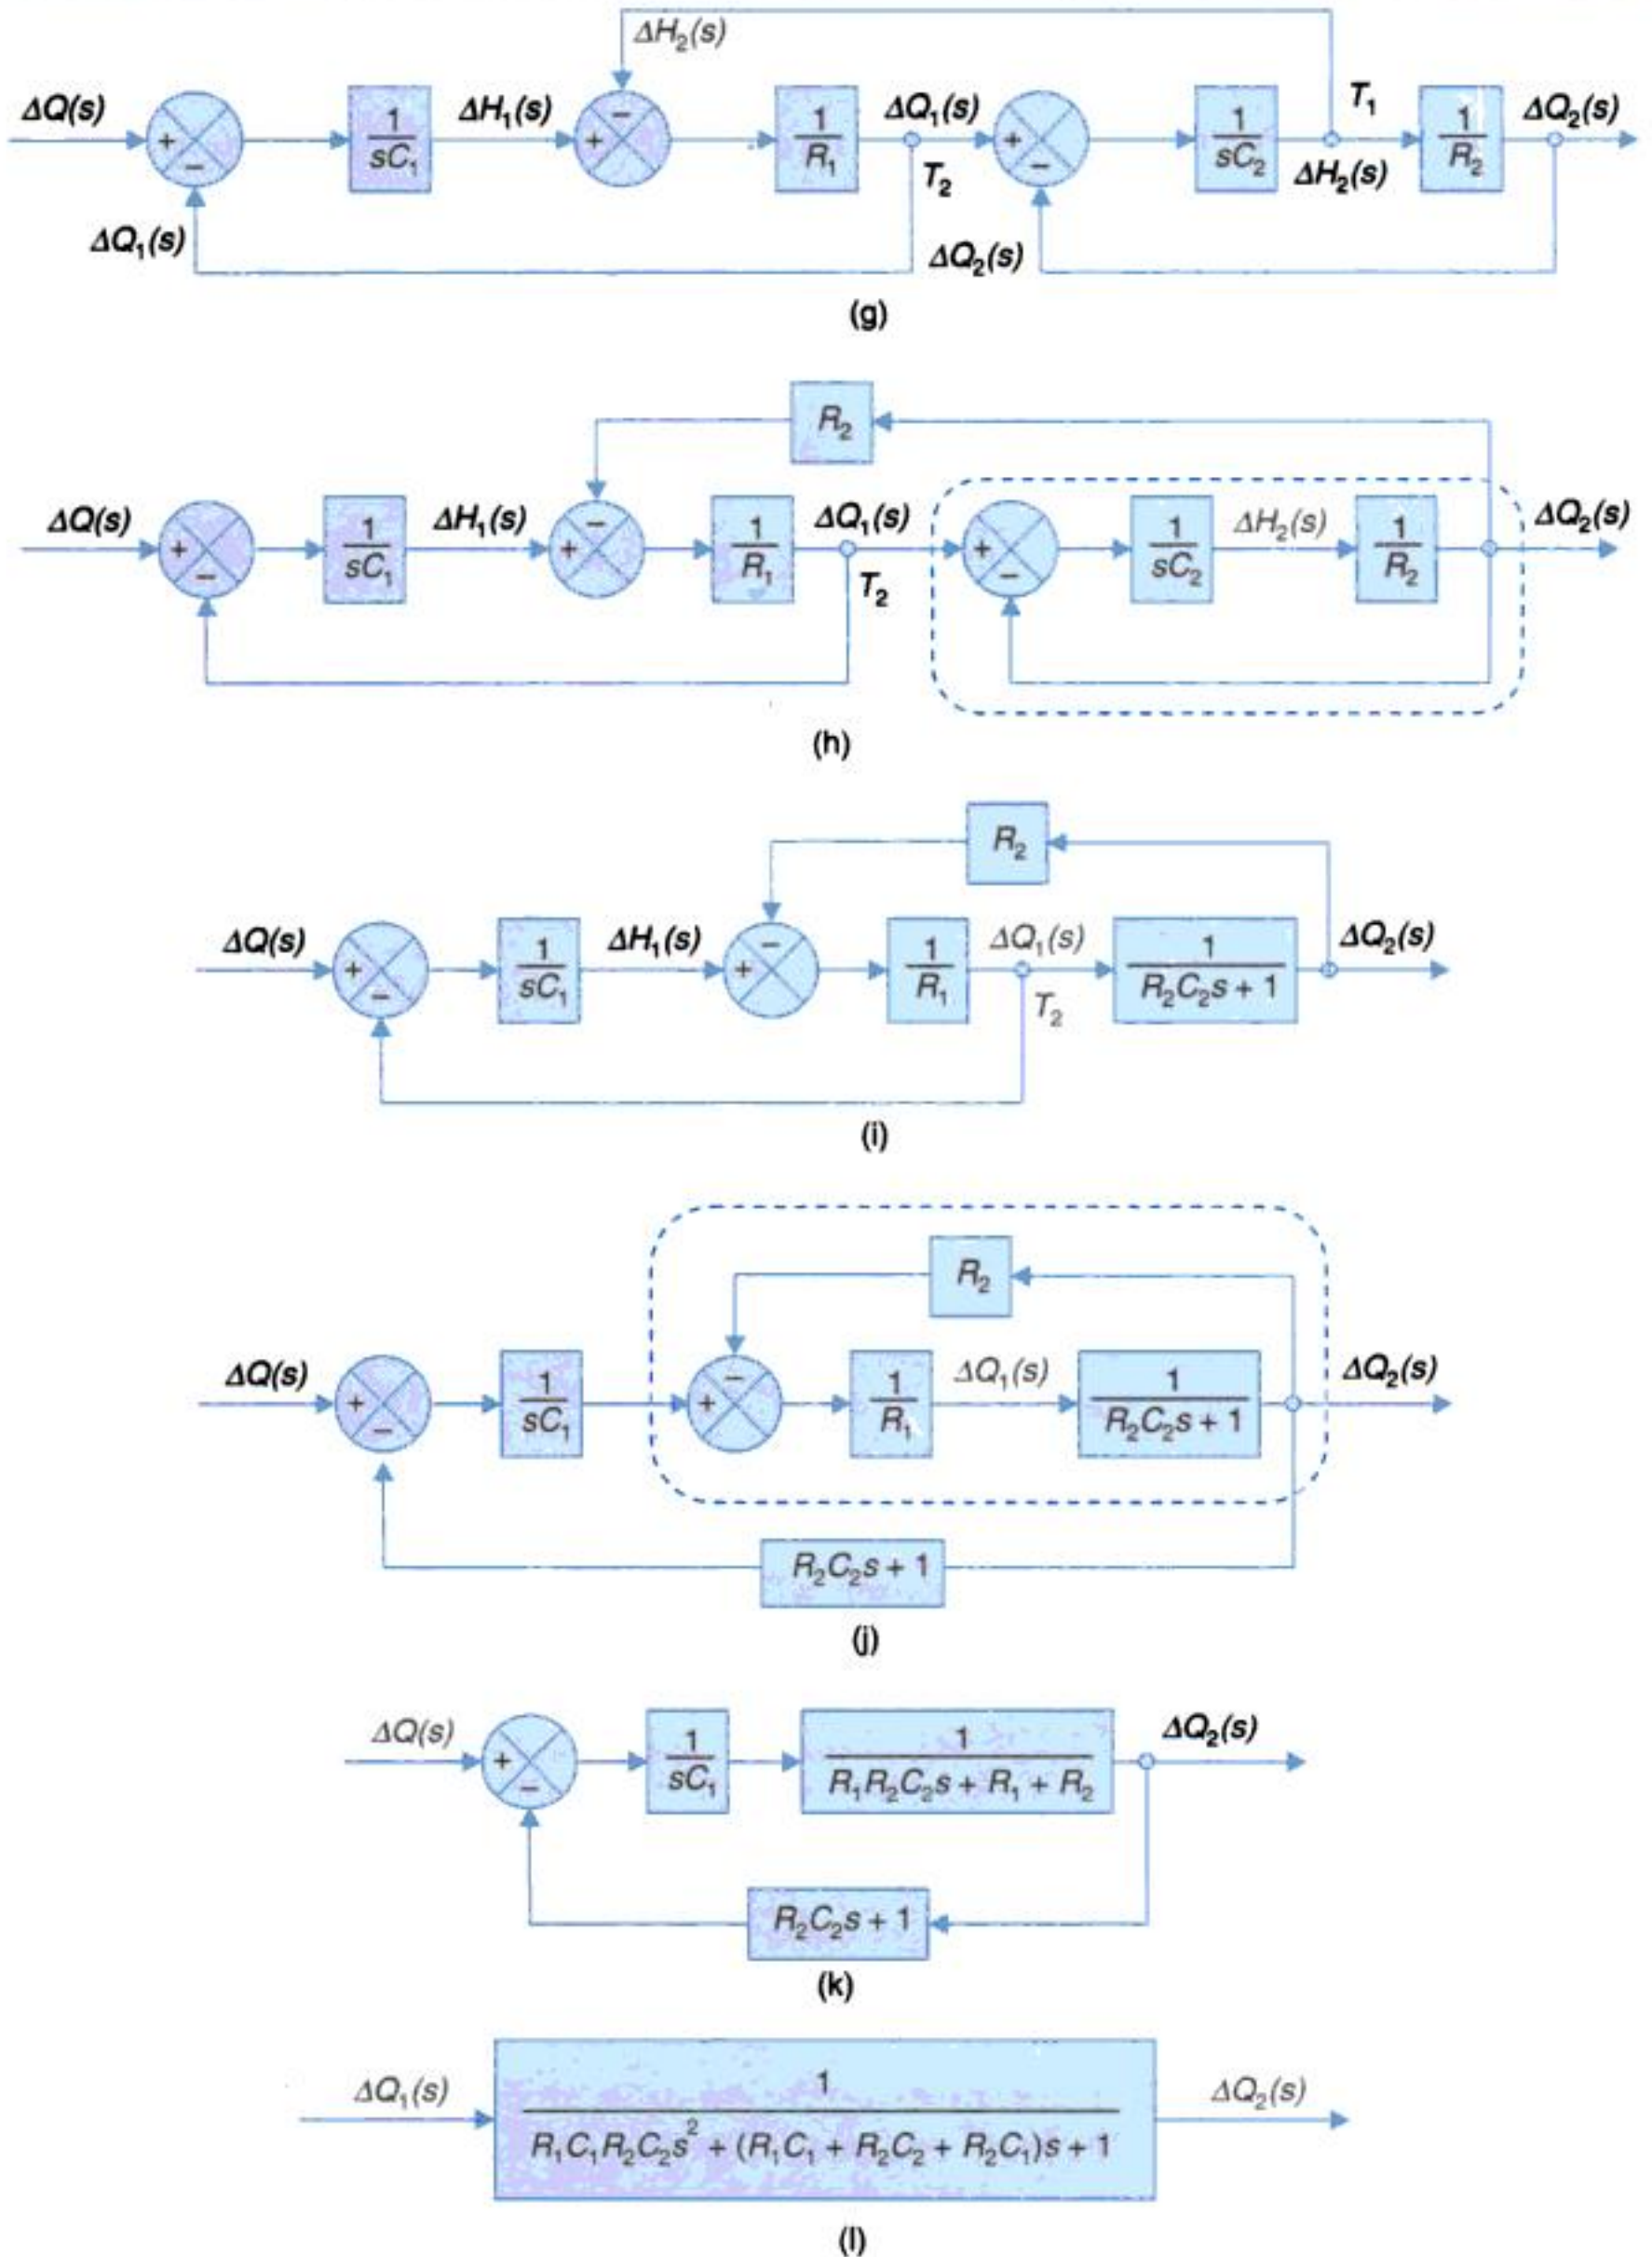 ΔH₂(s)
ΔQ(s) + − 1/sC₁ ΔH₁(s) + − 1/R₁ ΔQ₁(s) + − 1/sC₂ T₁ 1/R₂ ΔQ₂(s)
T₂ ΔH₂(s)
ΔQ₁(s) ΔQ₂(s)
(g)
R₂
ΔQ(s) + − 1/sC₁ ΔH₁(s) + − 1/R₁ ΔQ₁(s) + − 1/sC₂ ΔH₂(s) 1/R₂ ΔQ₂(s)
T₂
(h)
R₂
ΔQ(s) + − 1/sC₁ ΔH₁(s) + − 1/R₁ ΔQ₁(s) 1/(R₂C₂s + 1) ΔQ₂(s)
T₂
(i)
R₂
ΔQ(s) + − 1/sC₁ + − 1/R₁ ΔQ₁(s) 1/(R₂C₂s + 1) ΔQ₂(s)
R₂C₂s + 1
(j)
ΔQ(s) + − 1/sC₁ 1/(R₁R₂C₂s + R₁ + R₂) ΔQ₂(s)
R₂C₂s + 1
(k)
ΔQ₁(s) 1/(R₁C₁R₂C₂s² + (R₁C₁ + R₂C₂ + R₂C₁)s + 1) ΔQ₂(s)
(l)